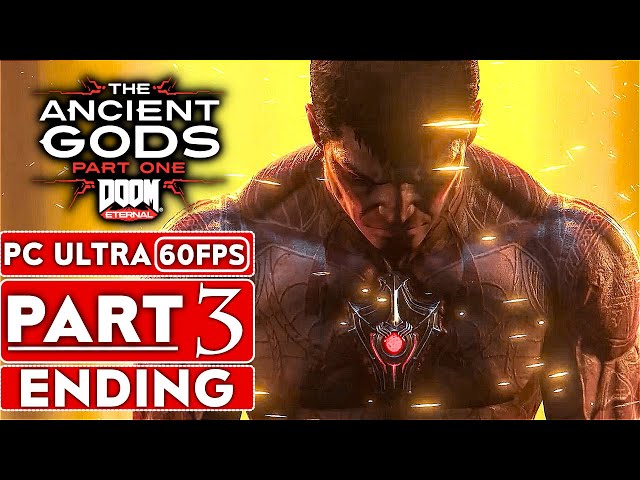 THE
ANCIENT
GODS
PART ONE
DOOM®
ETERNAL
PC ULTRA 60FPS
PART 3
ENDING